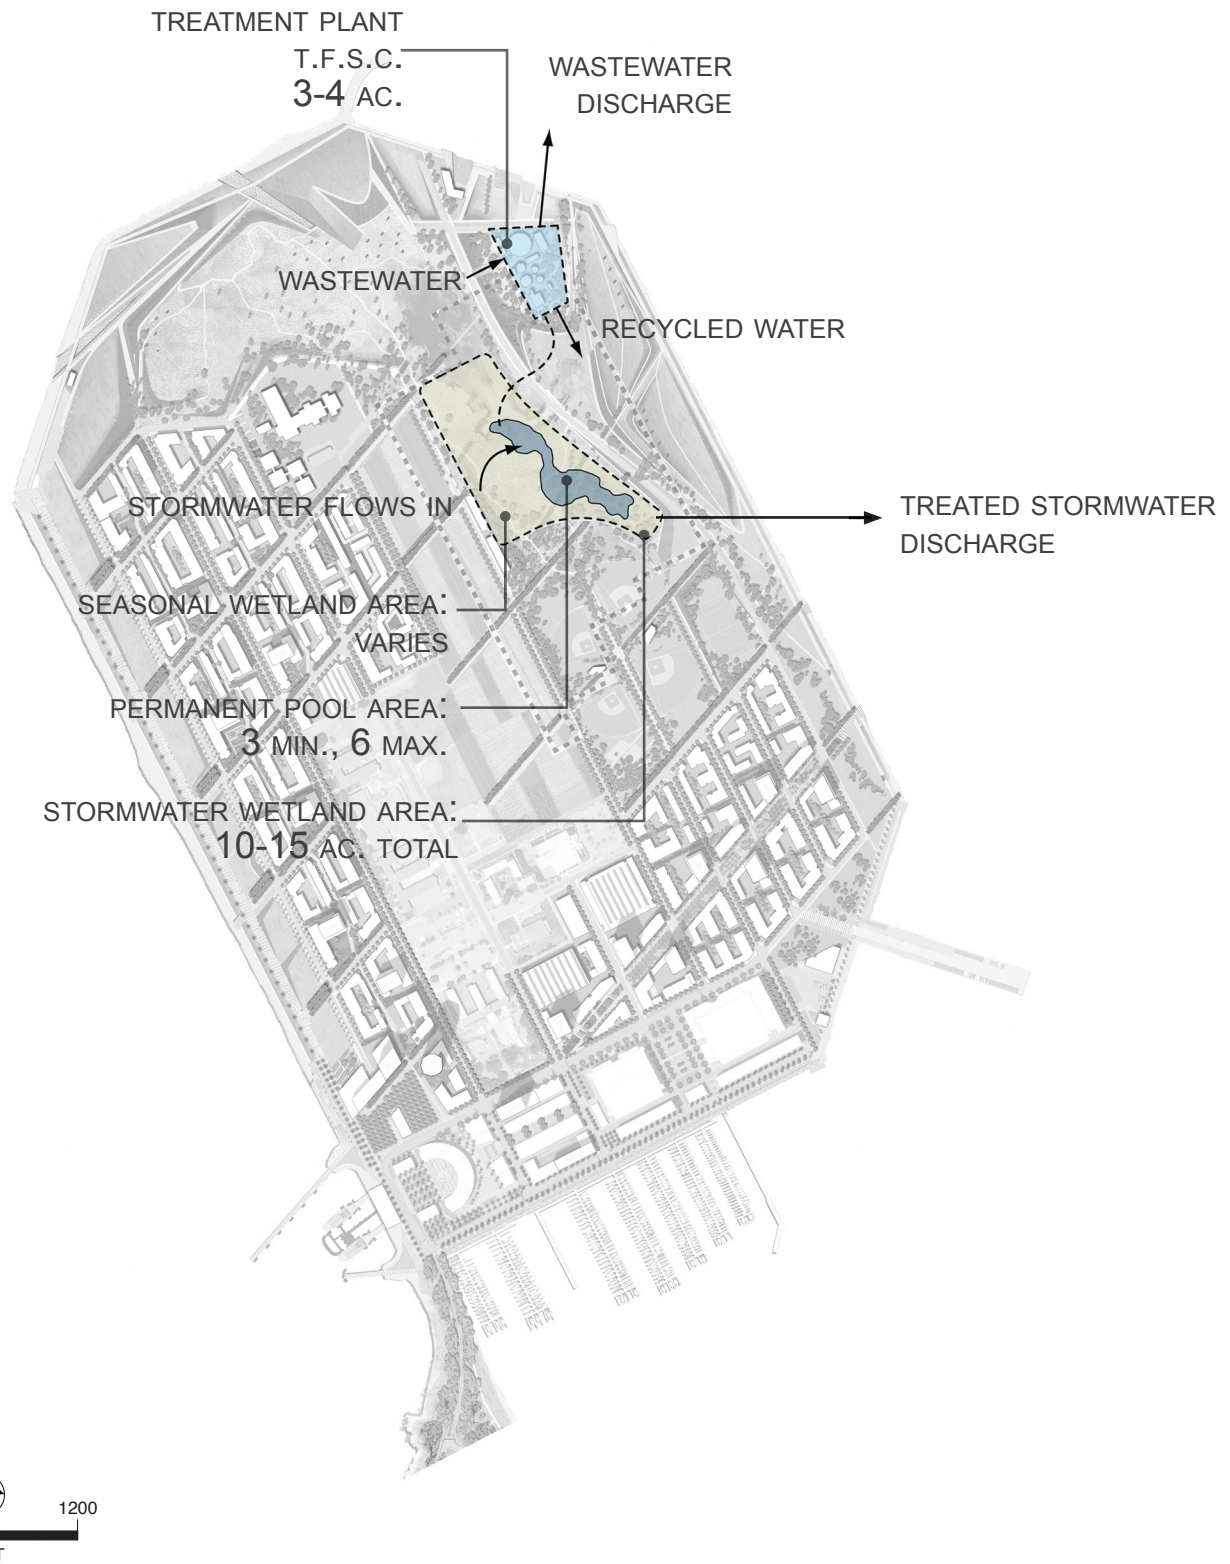 TREATMENT PLANT
T.F.S.C.
3-4 AC.
WASTEWATER
DISCHARGE
WASTEWATER
RECYCLED WATER
STORMWATER FLOWS IN
TREATED STORMWATER
DISCHARGE
SEASONAL WETLAND AREA:
VARIES
PERMANENT POOL AREA:
3 MIN., 6 MAX.
STORMWATER WETLAND AREA:
10-15 AC. TOTAL
1200